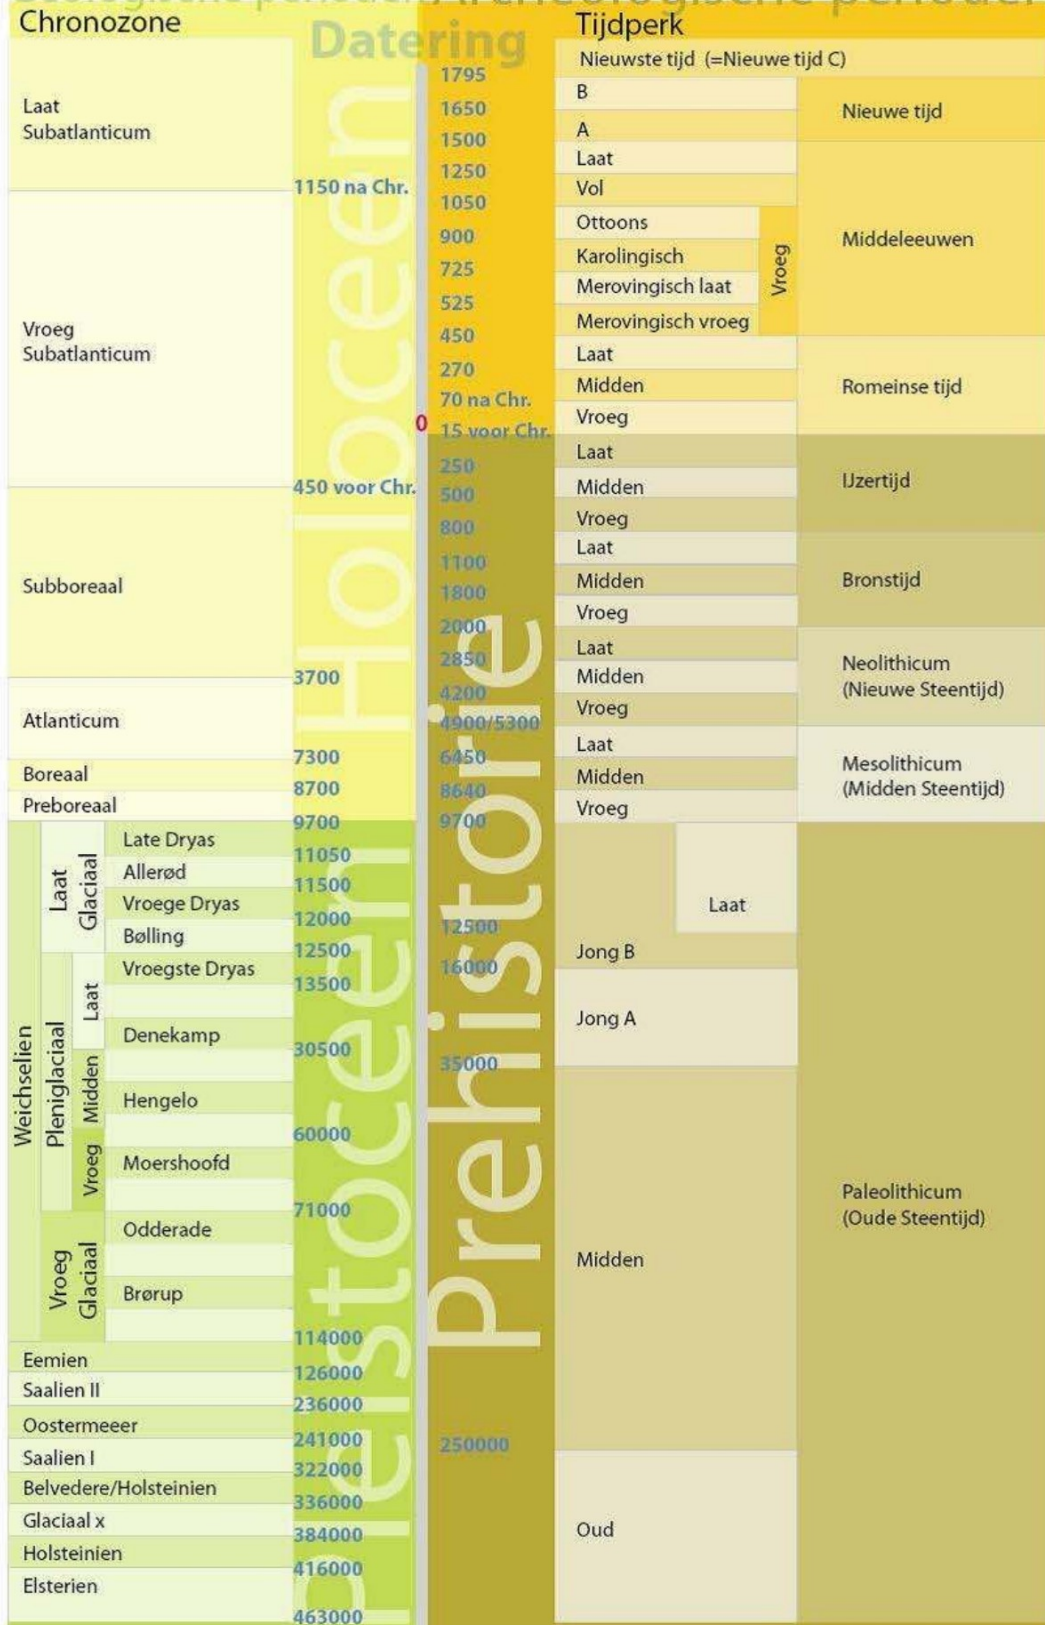 Geologische perioden/Archeologische perioden
Chronozone
Datering
Tijdperk
Holoceen
Pleistoceen
Prehistorie
Laat
Subatlanticum
1150 na Chr.
Vroeg
Subatlanticum
450 voor Chr.
Subboreaal
3700
Atlanticum
7300
Boreaal
8700
Preboreaal
9700
Weichselien
Laat
Glaciaal
Late Dryas
11050
Allerød
11500
Vroege Dryas
12000
Bølling
12500
Pleniglaciaal
Laat
Vroegste Dryas
13500
Denekamp
30500
Midden
Hengelo
60000
Vroeg
Moershoofd
71000
Vroeg
Glaciaal
Odderade
Brørup
114000
Eemien
126000
Saalien II
236000
Oostermeeer
241000
Saalien I
322000
Belvedere/Holsteinien
336000
Glaciaal x
384000
Holsteinien
416000
Elsterien
463000
Nieuwste tijd (=Nieuwe tijd C)
1795
B
1650
A
1500
Nieuwe tijd
Laat
1250
Vol
1050
Ottoons
900
Karolingisch
725
Merovingisch laat
525
Merovingisch vroeg
450
Vroeg
Middeleeuwen
Laat
270
Midden
70 na Chr.
Vroeg
0
15 voor Chr.
Romeinse tijd
Laat
250
Midden
500
Vroeg
800
IJzertijd
Laat
1100
Midden
1800
Vroeg
2000
Bronstijd
Laat
2850
Midden
4200
Vroeg
4900/5300
Neolithicum
(Nieuwe Steentijd)
Laat
6450
Midden
8640
Vroeg
9700
Mesolithicum
(Midden Steentijd)
Laat
12500
Jong B
16000
Jong A
35000
Midden
250000
Oud
Paleolithicum
(Oude Steentijd)